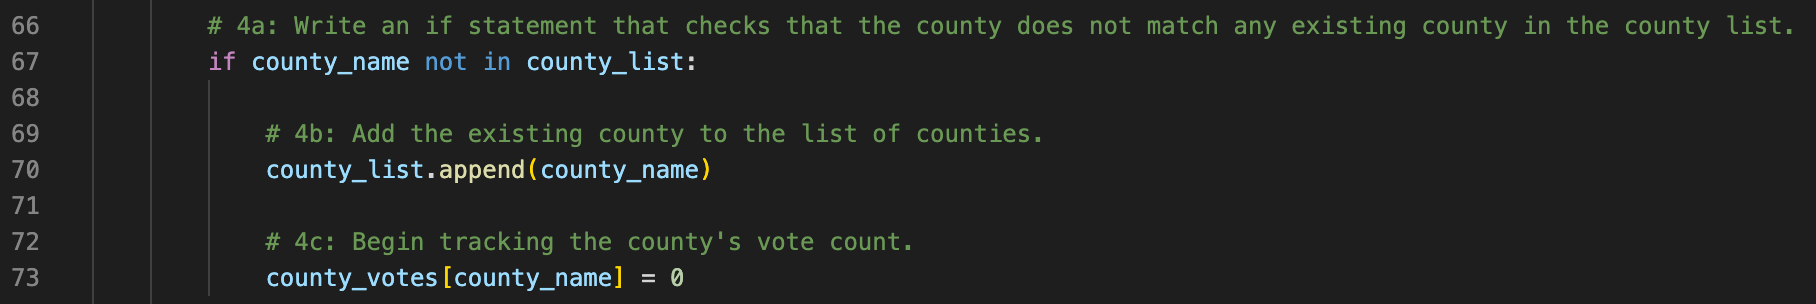 66 # 4a: Write an if statement that checks that the county does not match any existing county in the county list.
67 if county_name not in county_list:
68
69 # 4b: Add the existing county to the list of counties.
70 county_list.append(county_name)
71
72 # 4c: Begin tracking the county's vote count.
73 county_votes[county_name] = 0